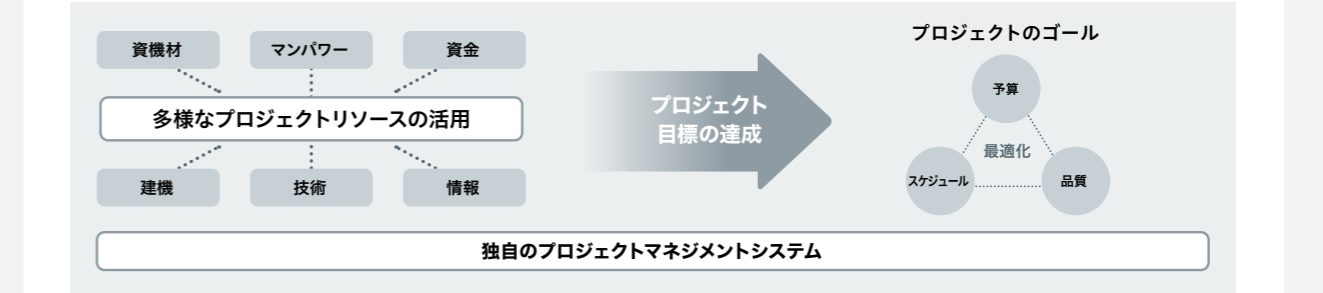 資機材
マンパワー
資金
多様なプロジェクトリソースの活用
建機
技術
情報
プロジェクト
目標の達成
プロジェクトのゴール
予算
最適化
スケジュール
品質
独自のプロジェクトマネジメントシステム